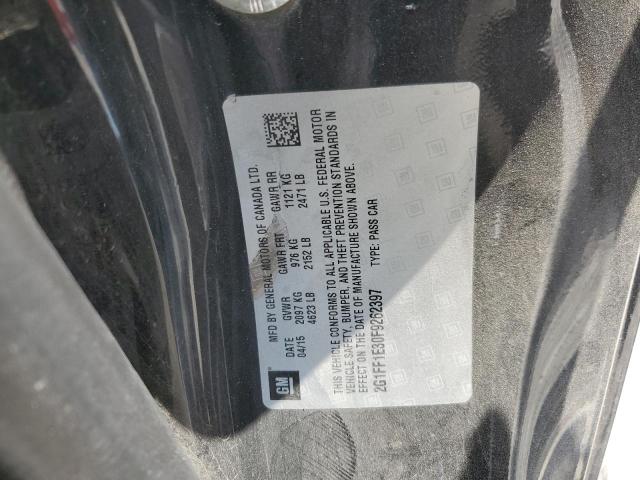 GM
MFD BY GENERAL MOTORS OF CANADA LTD.
DATE GVWR GAWR FRT GAWR RR
04/15 2097 KG 976 KG 1121 KG
4623 LB 2152 LB 2471 LB
THIS VEHICLE CONFORMS TO ALL APPLICABLE U.S. FEDERAL MOTOR
VEHICLE SAFETY, BUMPER, AND THEFT PREVENTION STANDARDS IN
EFFECT ON THE DATE OF MANUFACTURE SHOWN ABOVE.
2G1FF1E30F9262397 TYPE: PASS CAR